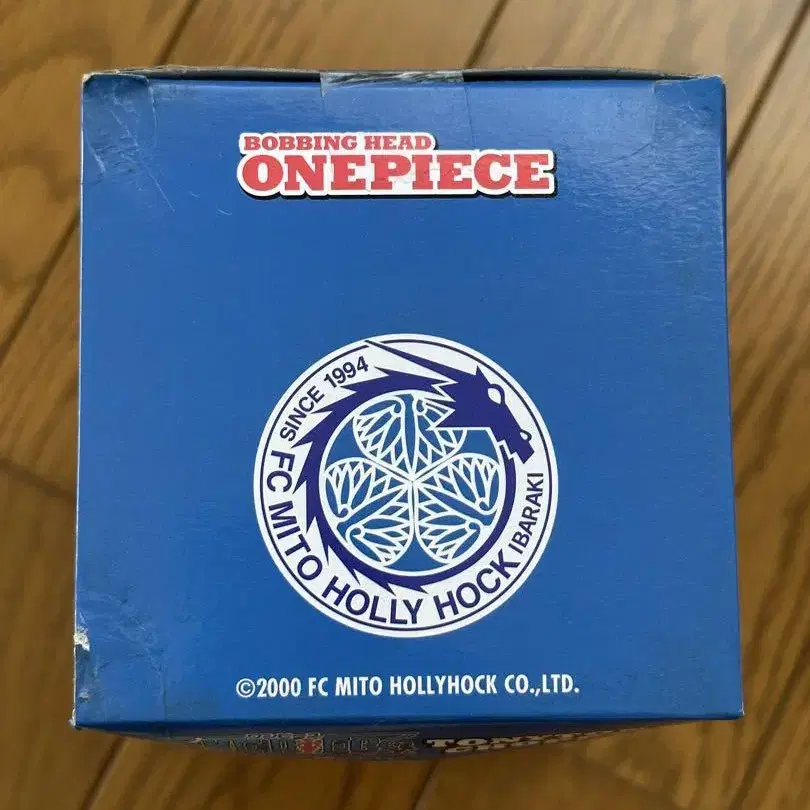 BOBBING HEAD
ONEPIECE
SINCE 1994
FC MITO HOLLY HOCK IBARAKI
©2000 FC MITO HOLLYHOCK CO.,LTD.